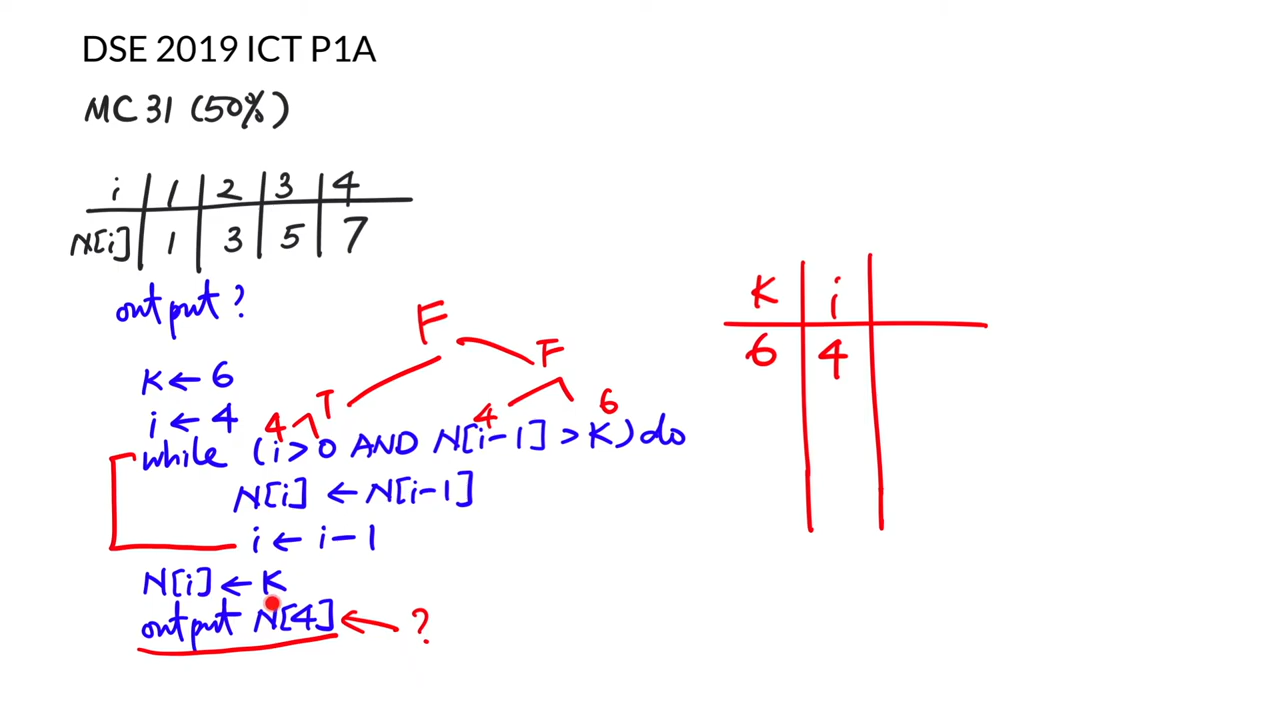 DSE 2019 ICT P1A
MC 31 (50%)
i 1 2 3 4
N[i] 1 3 5 7
output?
K ← 6
i ← 4
while (i>0 AND N[i-1] > K) do
N[i] ← N[i-1]
i ← i-1
N[i] ← K
output N[4] ← ?
F
T F
4 4 6
K i
6 4